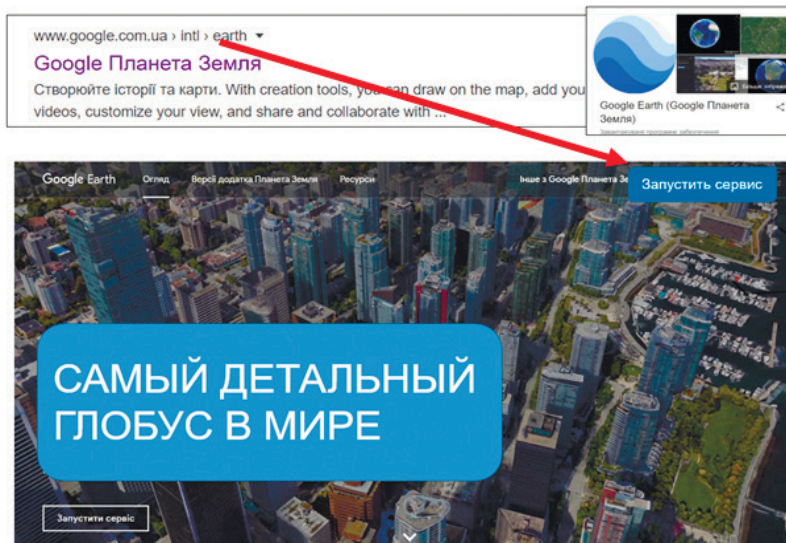 www.google.com.ua › intl › earth
Google Планета Земля
Створюйте історії та карти. With creation tools, you can draw on the map, add you
videos, customize your view, and share and collaborate with ...
Google Earth (Google Планета
Земля)
Google Earth Огляд Версії додатка Планета Земля Ресурси Інше з Google Планета Зе
Запустить сервис
САМЫЙ ДЕТАЛЬНЫЙ
ГЛОБУС В МИРЕ
Запустити сервіс